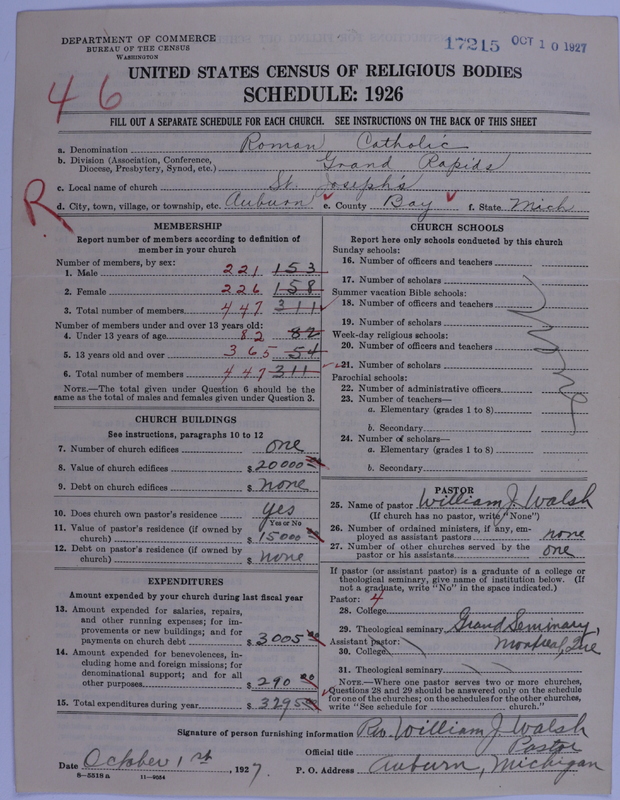 DEPARTMENT OF COMMERCE
BUREAU OF THE CENSUS
WASHINGTON
17215 OCT 10 1927
UNITED STATES CENSUS OF RELIGIOUS BODIES
SCHEDULE: 1926
46
FILL OUT A SEPARATE SCHEDULE FOR EACH CHURCH. SEE INSTRUCTIONS ON THE BACK OF THIS SHEET
a. Denomination Roman Catholic
b. Division (Association, Conference, Diocese, Presbytery, Synod, etc.) Grand Rapids
c. Local name of church St. Joseph's
R
d. City, town, village, or township, etc. Auburn e. County Bay f. State Mich
MEMBERSHIP
Report number of members according to definition of
member in your church
Number of members, by sex:
1. Male 221 153
2. Female 226 158
3. Total number of members 447 311
Number of members under and over 13 years old:
4. Under 13 years of age 82 82
5. 13 years old and over 365 54
6. Total number of members 447 311
NOTE.—The total given under Question 6 should be the
same as the total of males and females given under Question 3.
CHURCH BUILDINGS
See instructions, paragraphs 10 to 12
7. Number of church edifices one
8. Value of church edifices $20000
9. Debt on church edifices $none
10. Does church own pastor's residence? yes
Yes or No
11. Value of pastor's residence (if owned by
church) $15000
12. Debt on pastor's residence (if owned by
church) $none
EXPENDITURES
Amount expended by your church during last fiscal year
13. Amount expended for salaries, repairs,
and other running expenses; for im-
provements or new buildings; and for
payments on church debt $3005 00
14. Amount expended for benevolences, in-
cluding home and foreign missions; for
denominational support; and for all
other purposes $290 00
15. Total expenditures during year $3295 00
CHURCH SCHOOLS
Report here only schools conducted by this church
Sunday schools:
16. Number of officers and teachers
17. Number of scholars
Summer vacation Bible schools:
18. Number of officers and teachers
19. Number of scholars
Week-day religious schools:
20. Number of officers and teachers
21. Number of scholars
Parochial schools:
22. Number of administrative officers
23. Number of teachers—
a. Elementary (grades 1 to 8)
b. Secondary
24. Number of scholars—
a. Elementary (grades 1 to 8)
b. Secondary
none
PASTOR
25. Name of pastor William J. Walsh
(If church has no pastor, write "None")
26. Number of ordained ministers, if any, em-
ployed as assistant pastors none
27. Number of other churches served by the
pastor or his assistants one
If pastor (or assistant pastor) is a graduate of a college or
theological seminary, give name of institution below. (If
not a graduate, write "No" in the space indicated.)
Pastor: 4
28. College
29. Theological seminary Grand Seminary,
Assistant pastor: Montreal, Que
30. College
31. Theological seminary
NOTE.—Where one pastor serves two or more churches,
Questions 28 and 29 should be answered only on the schedule
for one of the churches; on the schedules for the other churches,
write "See schedule for church."
Signature of person furnishing information Rev. William J. Walsh
Official title Pastor
Date October 1st, 1927. P. O. Address Auburn, Michigan
8—5518a 11—9354